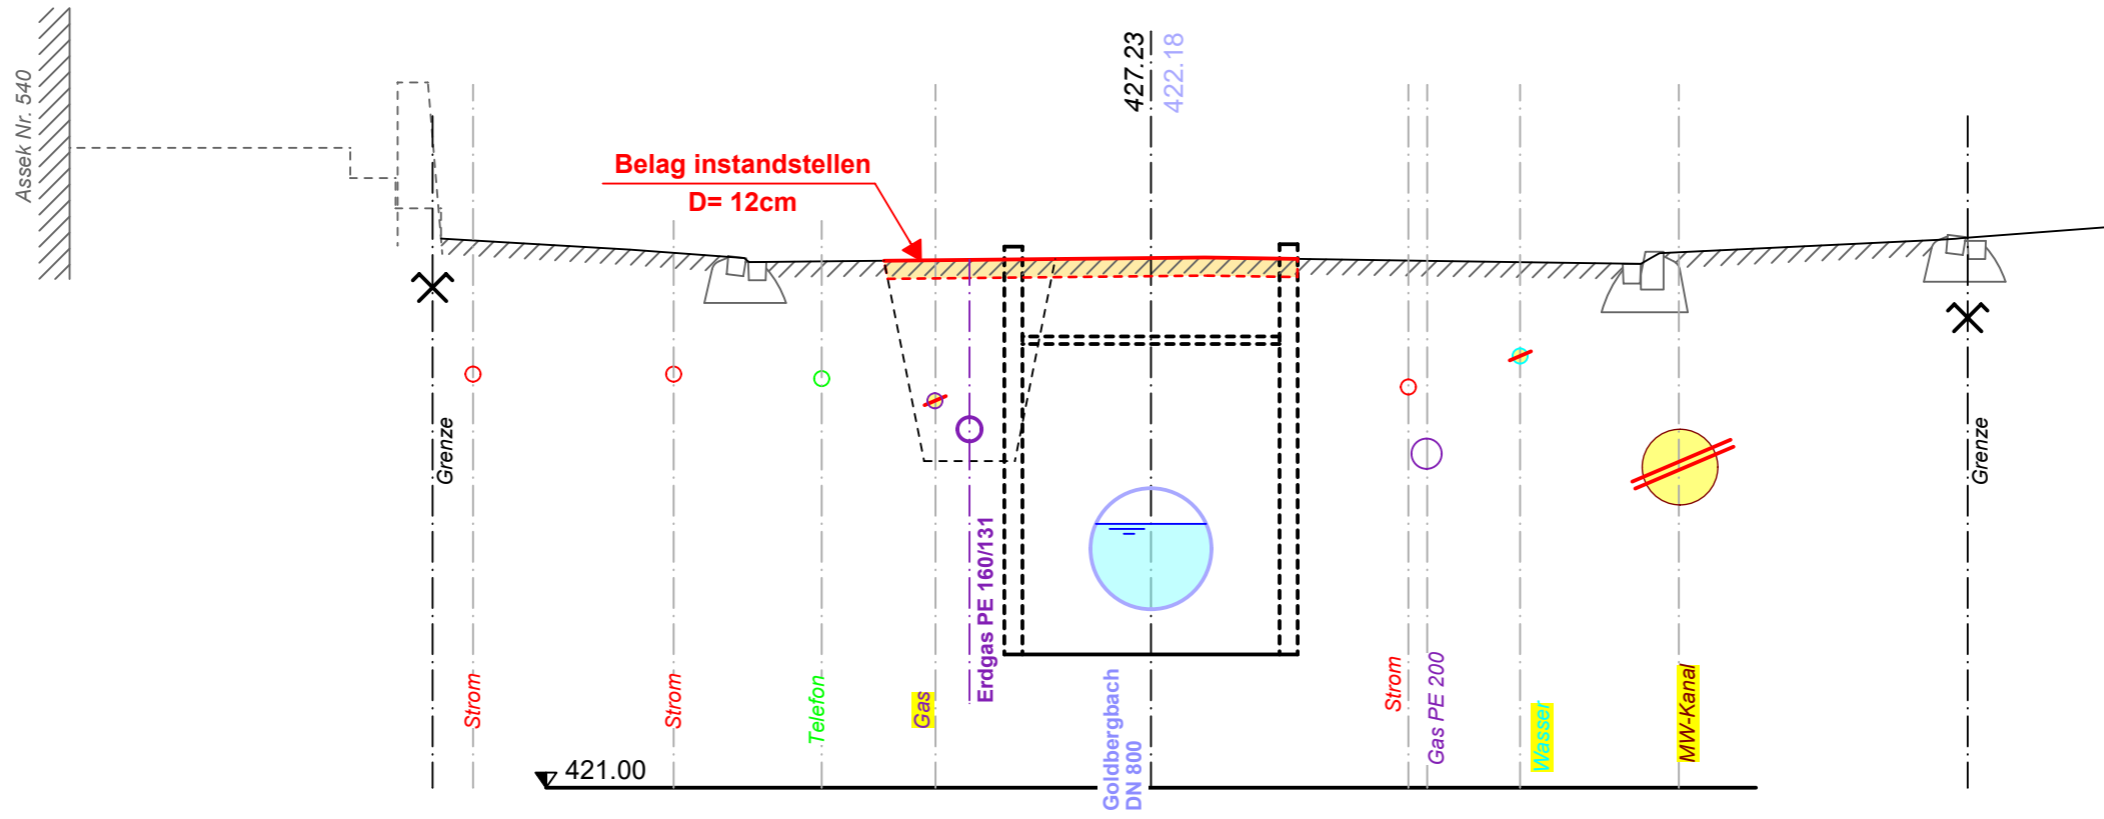 Assek Nr. 540
427.23
422.18
Belag instandstellen
D= 12cm
Grenze
Grenze
Erdgas PE 160/131
Strom
Strom
Telefon
Gas
Goldbergbach
DN 800
Strom
Gas PE 200
Wasser
MW-Kanal
421.00